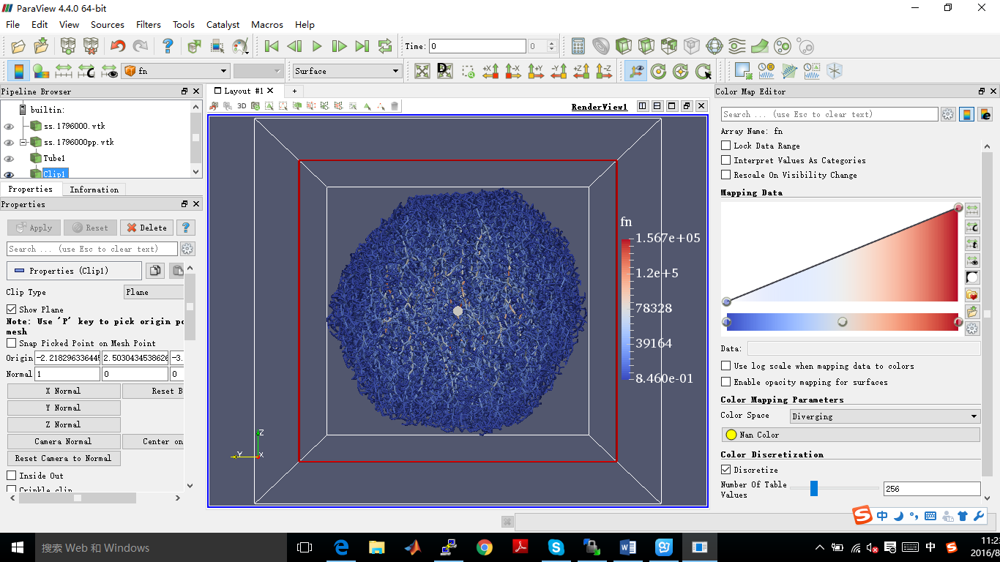 ParaView 4.4.0 64-bit
File Edit View Sources Filters Tools Catalyst Macros Help
Time: 0 0
fn Surface
+X -X +Y -Y +Z -Z
Pipeline Browser
builtin:
ss.1796000.vtk
ss.1796000pp.vtk
Tube1
Clip1
Properties Information
Properties
Apply Reset Delete ?
Search ... (use Esc to clear text)
Properties (Clip1)
Clip Type Plane
Show Plane
Note: Use 'P' key to pick origin po
mesh
Snap Picked Point on Mesh Point
Origin -2.218296336445 2.5030434538626 -3.
Normal 1 0 0
X Normal Reset B
Y Normal
Z Normal
Camera Normal Center on
Reset Camera to Normal
Inside Out
Crinkle clip
Layout #1 +
3D RenderView1
fn
1.567e+05
1.2e+5
78328
39164
8.460e-01
Z
Y X
Color Map Editor
Search ... (use Esc to clear text)
Array Name: fn
Lock Data Range
Interpret Values As Categories
Rescale On Visibility Change
Mapping Data
Data:
Use log scale when mapping data to colors
Enable opacity mapping for surfaces
Color Mapping Parameters
Color Space Diverging
Nan Color
Color Discretization
Discretize
Number Of Table
Values 256
中
搜索 Web 和 Windows
中
11:2
2016/8